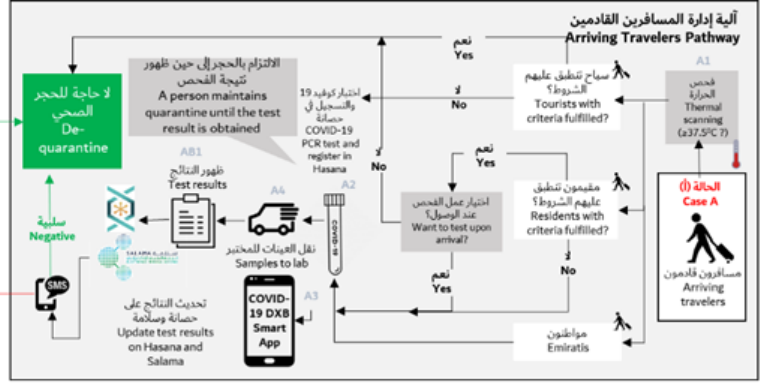 آلية إدارة المسافرين القادمين
Arriving Travelers Pathway
A1
فحص
الحرارة
Thermal
scanning
(≥37.5ºC ?)
الحالة (أ)
Case A
مسافرون قادمون
Arriving
travelers
سياح تنطبق عليهم
الشروط؟
Tourists with
criteria fulfilled?
نعم
Yes
لا
No
مقيمون تنطبق
عليهم الشروط؟
Residents with
criteria fulfilled?
نعم
Yes
لا
No
مواطنون
Emiratis
اختيار عمل الفحص
عند الوصول؟
Want to test upon
arrival?
لا
No
نعم
Yes
اختبار كوفيد 19
والتسجيل في
حصانة
COVID-19
PCR test and
register in
Hasana
A2
COVID-19
A3
COVID-
19 DXB
Smart
App
الالتزام بالحجر إلى حين ظهور
نتيجة الفحص
A person maintains
quarantine until the test
result is obtained
A4
نقل العينات للمختبر
Samples to lab
AB1
ظهور النتائج
Test results
SALAMA
تحديث النتائج على
حصانة وسلامة
Update test results
on Hasana and
Salama
SMS
سلبية
Negative
لا حاجة للحجر
الصحي
De-
quarantine